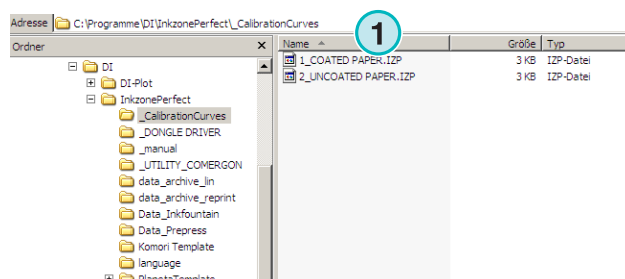 Adresse C:\Programme\DI\InkzonePerfect\_CalibrationCurves
1
Ordner x Name Größe Typ
DI
DI-Plot
InkzonePerfect
_CalibrationCurves
_DONGLE DRIVER
_manual
_UTILITY_COMERGON
data_archive_lin
data_archive_reprint
Data_Inkfountain
Data_Prepress
Komori Template
language
PlanetaTemplate
1_COATED PAPER.IZP 3 KB IZP-Datei
2_UNCOATED PAPER.IZP 3 KB IZP-Datei